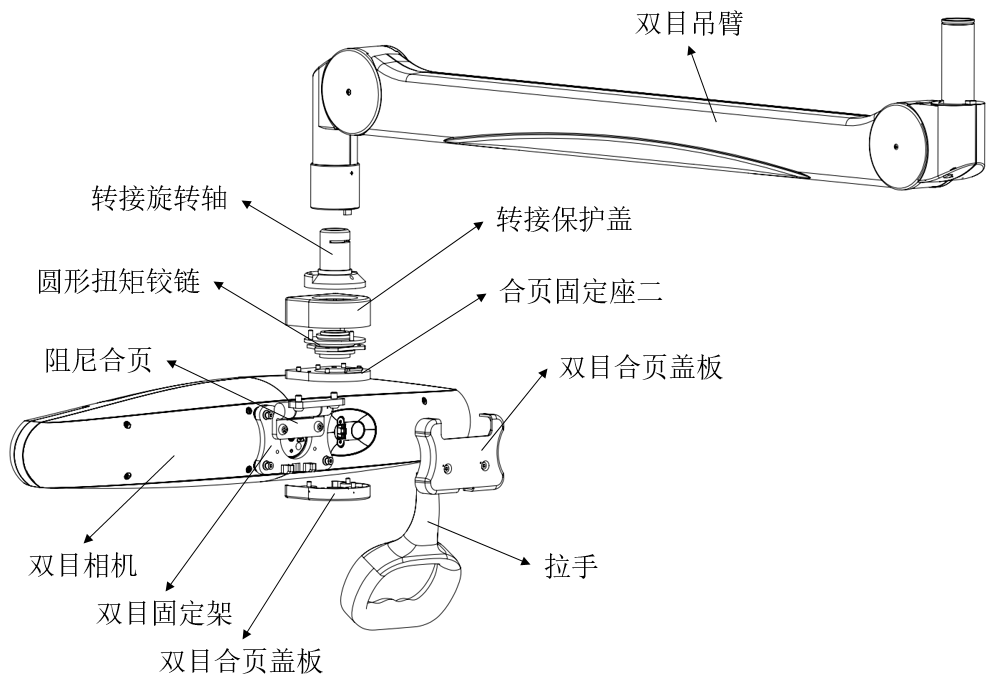 双目吊臂
转接旋转轴
转接保护盖
圆形扭矩铰链
合页固定座二
阻尼合页
双目合页盖板
双目相机
拉手
双目固定架
双目合页盖板